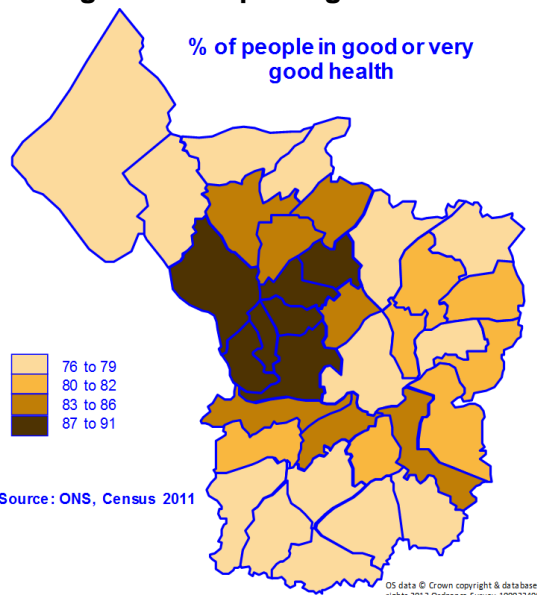 % of people in good or very
good health
76 to 79
80 to 82
83 to 86
87 to 91
Source: ONS, Census 2011
OS data © Crown copyright & database